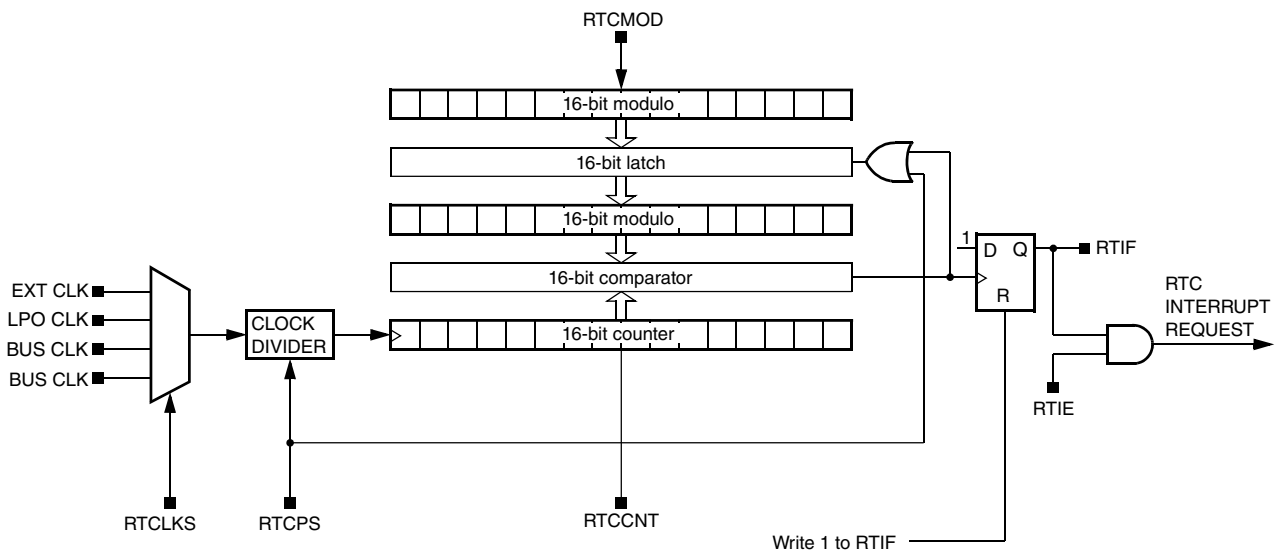 RTCMOD
16-bit modulo
16-bit latch
16-bit modulo
1
D Q
RTIF
EXT CLK
16-bit comparator
R
RTC
INTERRUPT
REQUEST
LPO CLK
CLOCK
DIVIDER
16-bit counter
BUS CLK
BUS CLK
RTIE
RTCLKS
RTCPS
RTCCNT
Write 1 to RTIF